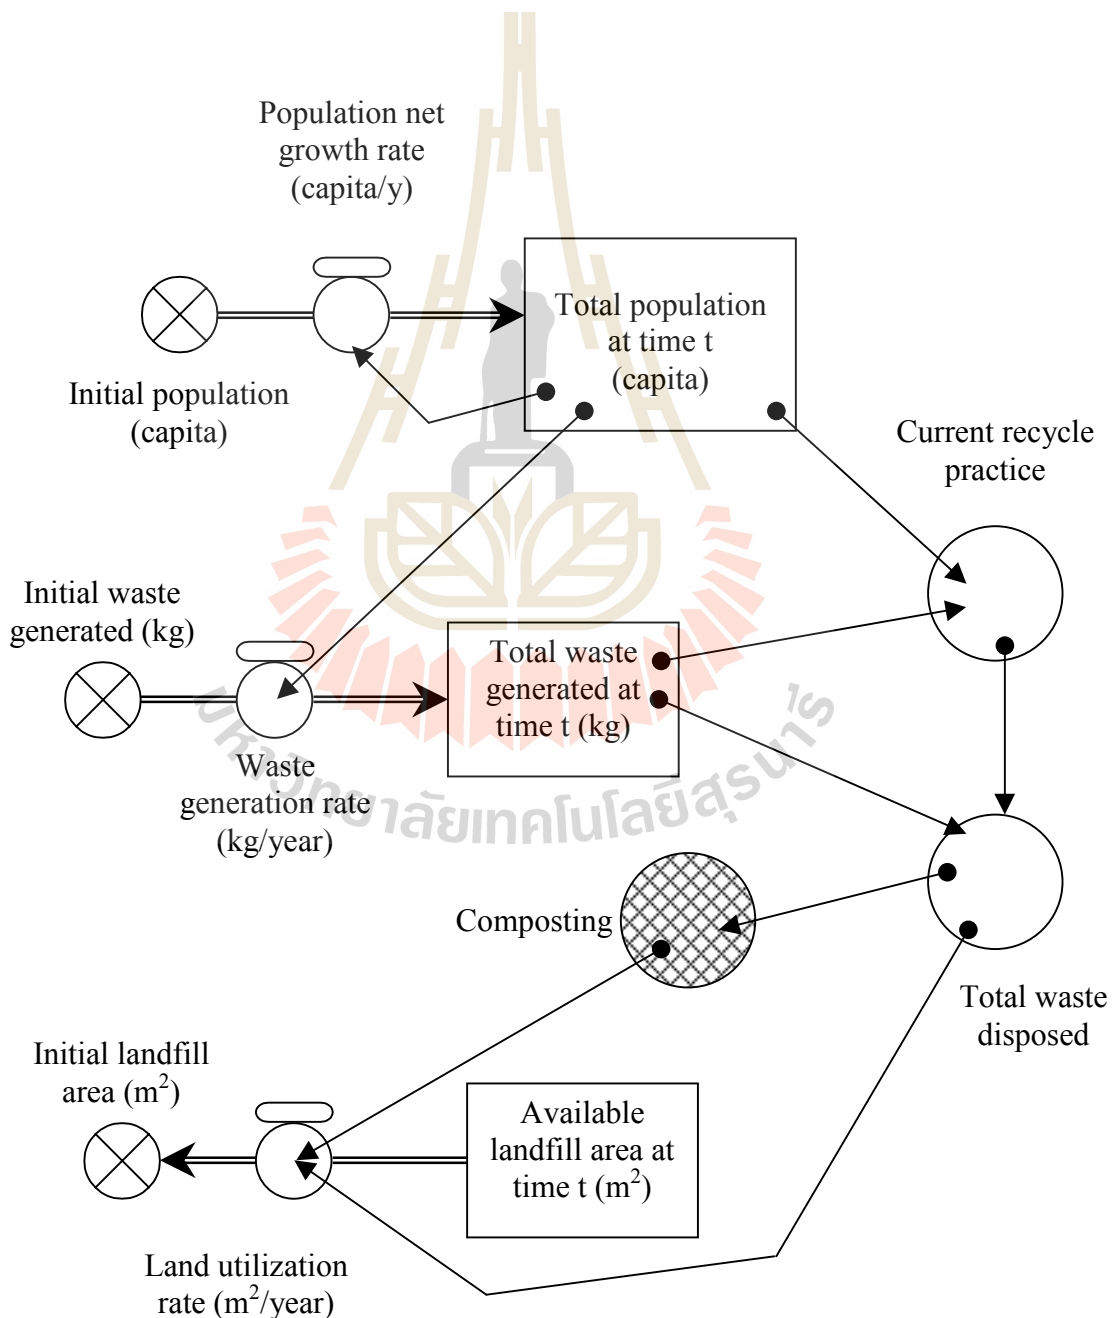 Population net
growth rate
(capita/y)
Total population
at time t
(capita)
Initial population
(capita)
Current recycle
practice
Initial waste
generated (kg)
Total waste
generated at
time t (kg)
Waste
generation rate
(kg/year)
มหาวิทยาลัยเทคโนโลยีสุรนารี
Composting
Total waste
disposed
Initial landfill
area (m²)
Available
landfill area at
time t (m²)
Land utilization
rate (m²/year)